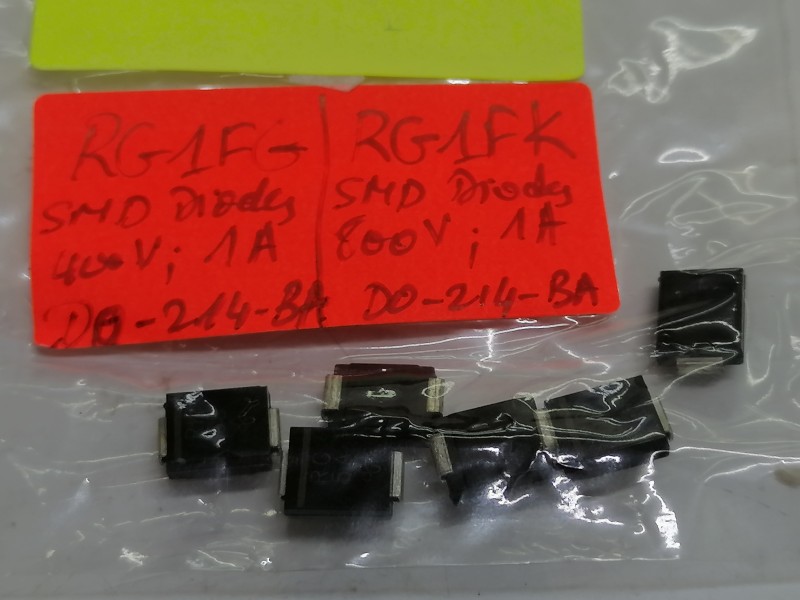 RG1FG
SMD Diodes
400V; 1A
DO-214-BA
RG1FK
SMD Diodes
800V; 1A
DO-214-BA